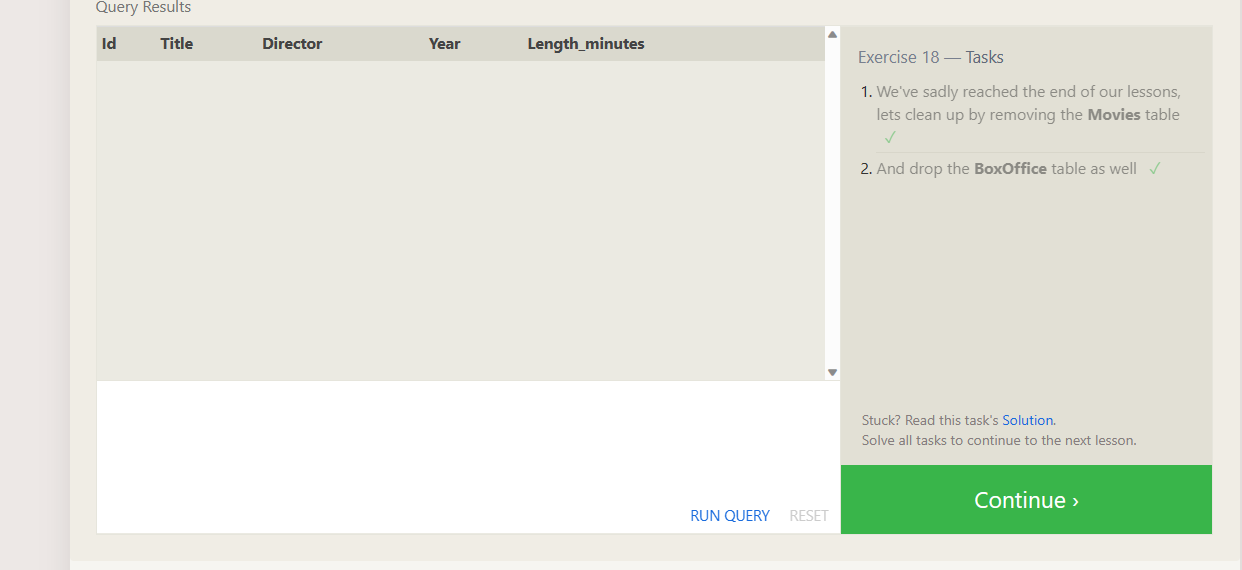 Query Results
Id Title Director Year Length_minutes
Exercise 18 — Tasks
1. We've sadly reached the end of our lessons,
lets clean up by removing the Movies table
✓
2. And drop the BoxOffice table as well ✓
Stuck? Read this task's Solution.
Solve all tasks to continue to the next lesson.
RUN QUERY RESET
Continue ›